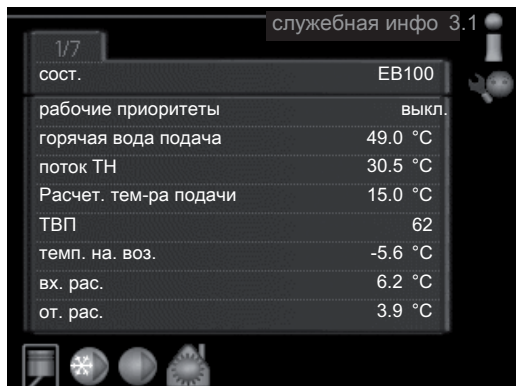 служебная инфо 3.1
1/7
сост. EB100
рабочие приоритеты выкл.
горячая вода подача 49.0 °C
поток ТН 30.5 °C
Расчет. тем-ра подачи 15.0 °C
ТВП 62
темп. на. воз. -5.6 °C
вх. рас. 6.2 °C
от. рас. 3.9 °C